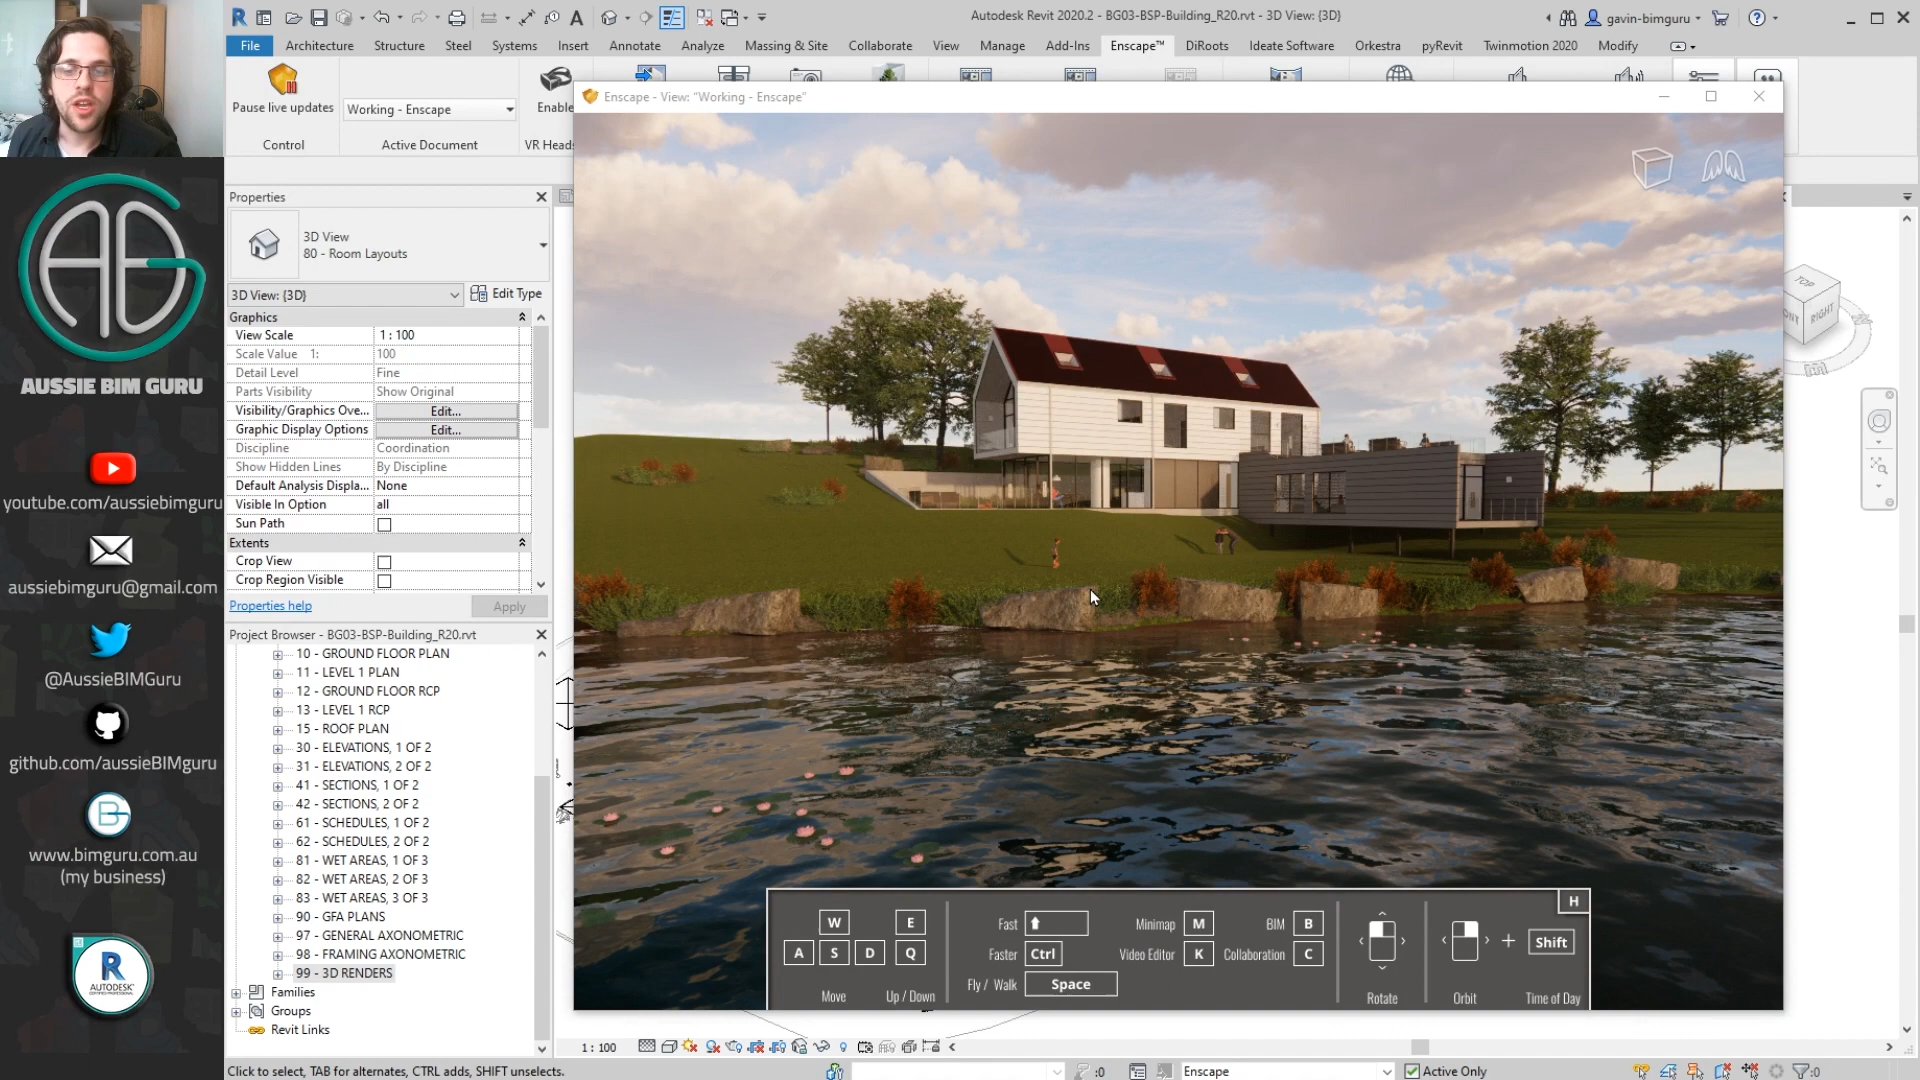 Autodesk Revit 2020.2 - BG03-BSP-Building_R20.rvt - 3D View: {3D}
gavin-bimguru
File
Architecture
Structure
Steel
Systems
Insert
Annotate
Analyze
Massing & Site
Collaborate
View
Manage
Add-Ins
Enscape™
DiRoots
Ideate Software
Orkestra
pyRevit
Twinmotion 2020
Modify
Pause live updates
Working - Enscape
Enable
Control
Active Document
VR Heads
Enscape - View: "Working - Enscape"
Properties
3D View
80 - Room Layouts
3D View: {3D}
Edit Type
Graphics
View Scale 1 : 100
Scale Value 1: 100
Detail Level Fine
Parts Visibility Show Original
Visibility/Graphics Ove... Edit...
Graphic Display Options Edit...
Discipline Coordination
Show Hidden Lines By Discipline
Default Analysis Displa... None
Visible In Option all
Sun Path
Extents
Crop View
Crop Region Visible
Properties help
Apply
Project Browser - BG03-BSP-Building_R20.rvt
10 - GROUND FLOOR PLAN
11 - LEVEL 1 PLAN
12 - GROUND FLOOR RCP
13 - LEVEL 1 RCP
15 - ROOF PLAN
30 - ELEVATIONS, 1 OF 2
31 - ELEVATIONS, 2 OF 2
41 - SECTIONS, 1 OF 2
42 - SECTIONS, 2 OF 2
61 - SCHEDULES, 1 OF 2
62 - SCHEDULES, 2 OF 2
81 - WET AREAS, 1 OF 3
82 - WET AREAS, 2 OF 3
83 - WET AREAS, 3 OF 3
90 - GFA PLANS
97 - GENERAL AXONOMETRIC
98 - FRAMING AXONOMETRIC
99 - 3D RENDERS
Families
Groups
Revit Links
ABG
AUSSIE BIM GURU
youtube.com/aussiebimguru
aussiebimguru@gmail.com
@AussieBIMGuru
github.com/aussieBIMguru
www.bimguru.com.au
(my business)
R
AUTODESK
CERTIFIED PROFESSIONAL
TOP
RIGHT
H
W
E
A
S
D
Q
Move
Up / Down
Fast
Faster
Ctrl
Fly / Walk
Space
Minimap
M
BIM
B
Video Editor
K
Collaboration
C
Rotate
Orbit
+
Shift
Time of Day
1 : 100
Click to select, TAB for alternates, CTRL adds, SHIFT unselects.
:0
Enscape
Active Only
:0